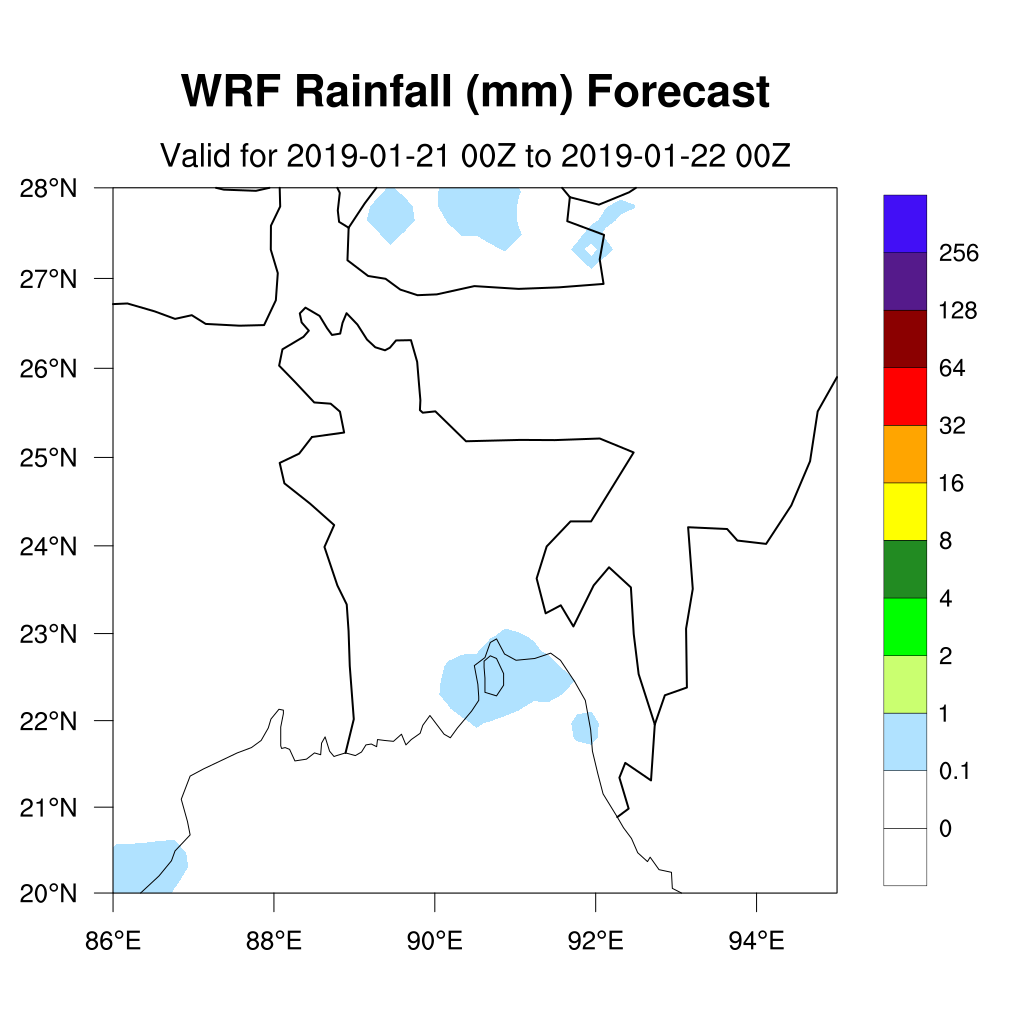 WRF Rainfall (mm) Forecast
Valid for 2019-01-21 00Z to 2019-01-22 00Z
28°N
27°N
26°N
25°N
24°N
23°N
22°N
21°N
20°N
86°E 88°E 90°E 92°E 94°E
256
128
64
32
16
8
4
2
1
0.1
0